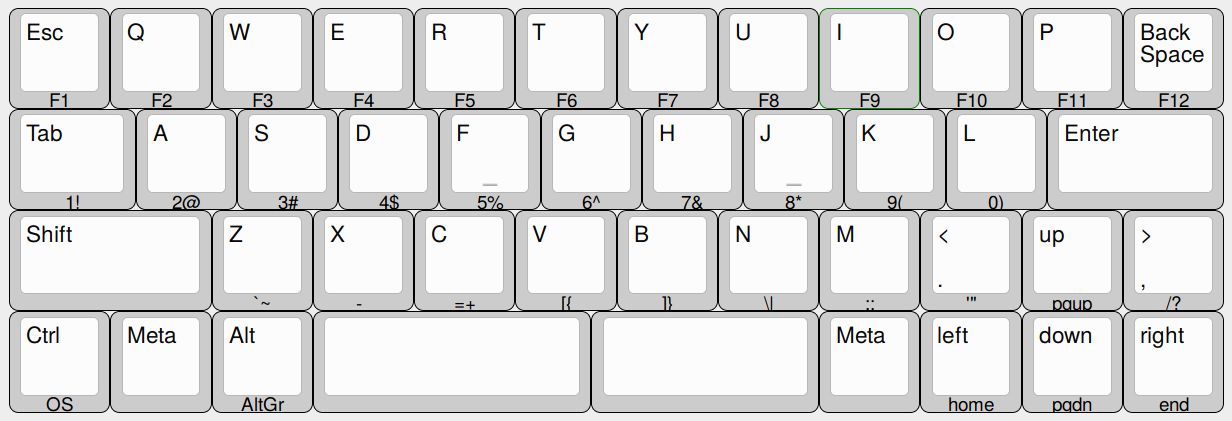 Esc Q W E R T Y U I O P Back
Space
F1 F2 F3 F4 F5 F6 F7 F8 F9 F10 F11 F12
Tab A S D F G H J K L Enter
_ _
1! 2@ 3# 4$ 5% 6^ 7& 8* 9( 0)
Shift Z X C V B N M < up >
. ,
`~ - =+ [{ ]} \| :: '" pgup /?
Ctrl Meta Alt Meta left down right
OS AltGr home pgdn end